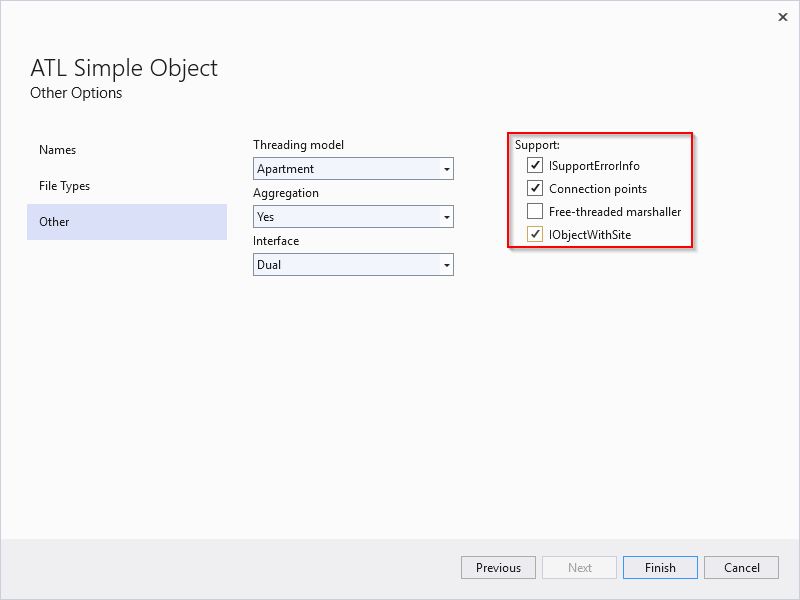 ATL Simple Object
Other Options
Names
File Types
Other
Threading model
Apartment
Aggregation
Yes
Interface
Dual
Support:
ISupportErrorInfo
Connection points
Free-threaded marshaller
IObjectWithSite
Previous
Next
Finish
Cancel